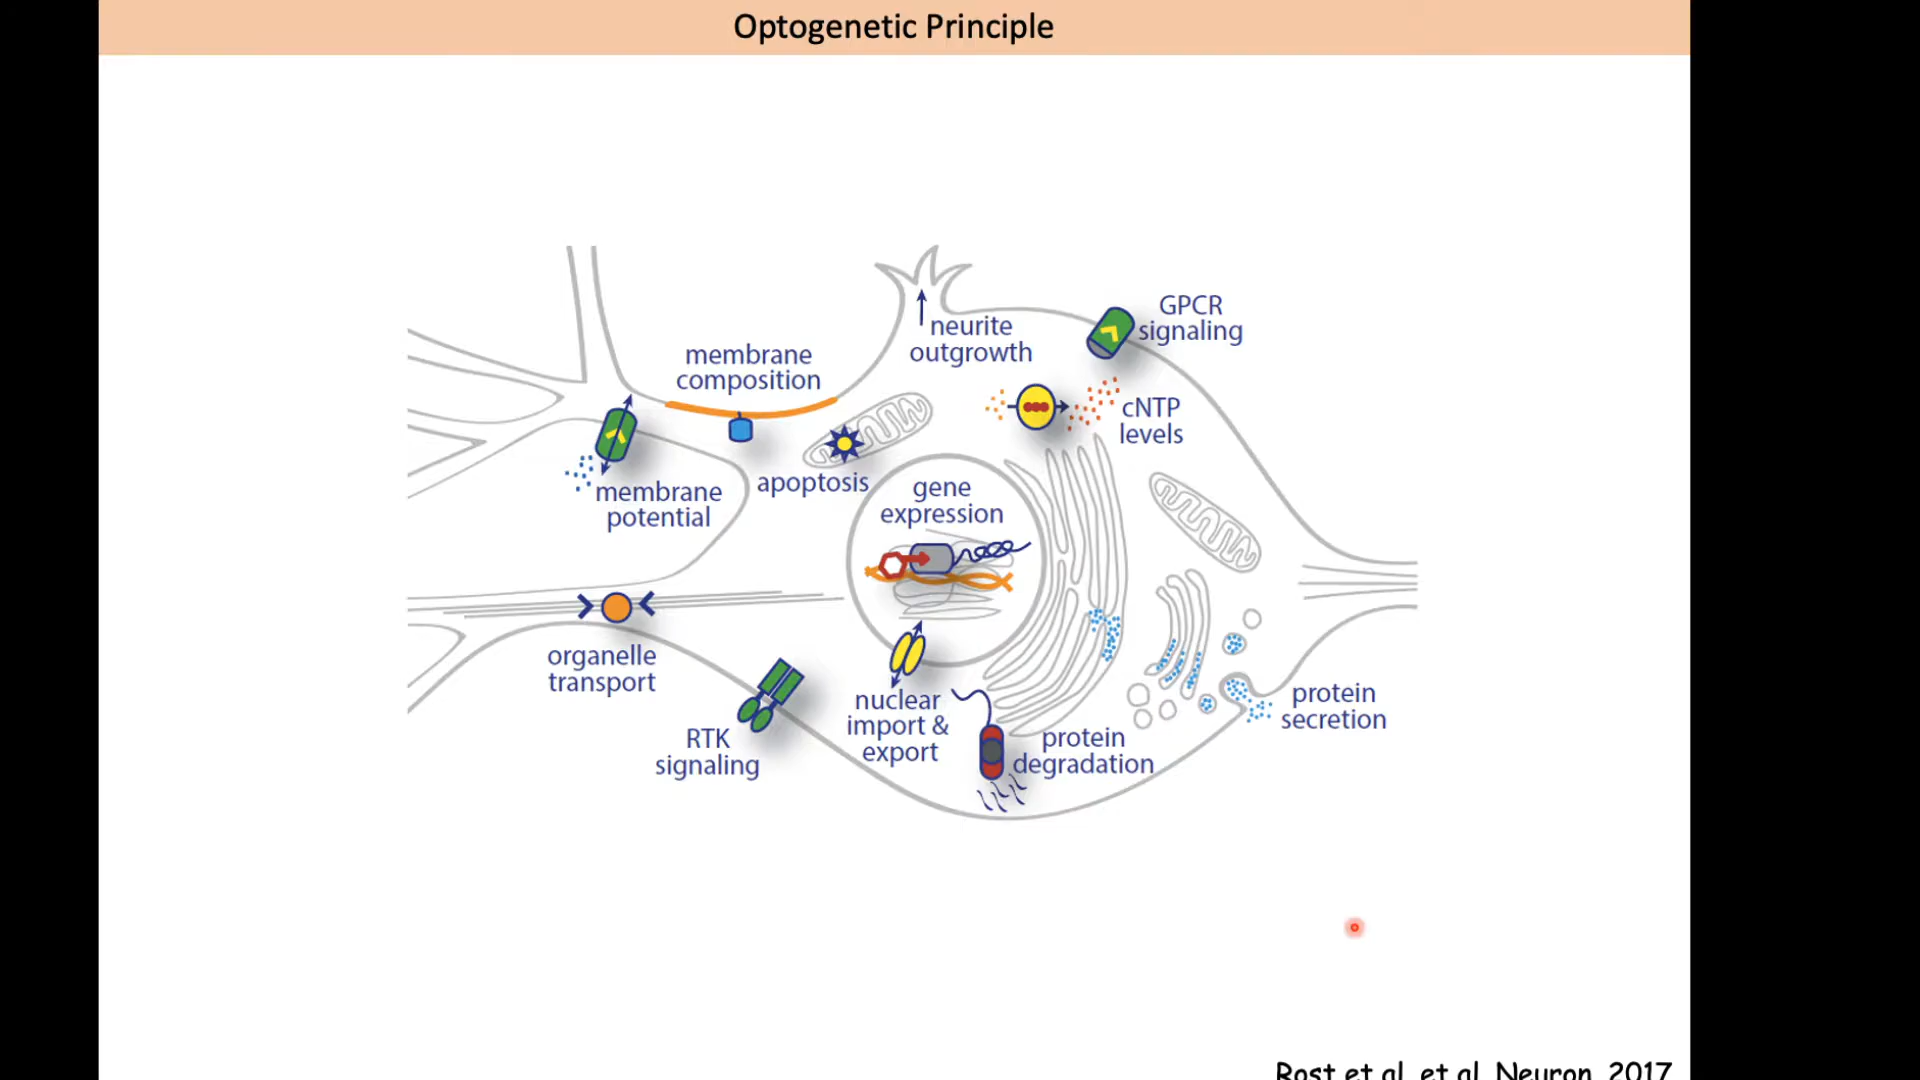 Optogenetic Principle
GPCR
signaling
neurite
outgrowth
membrane
composition
cNTP
levels
apoptosis
gene
expression
membrane
potential
organelle
transport
nuclear
import &
export
protein
secretion
RTK
signaling
protein
degradation
Rost et al. et al. Neuron, 2017